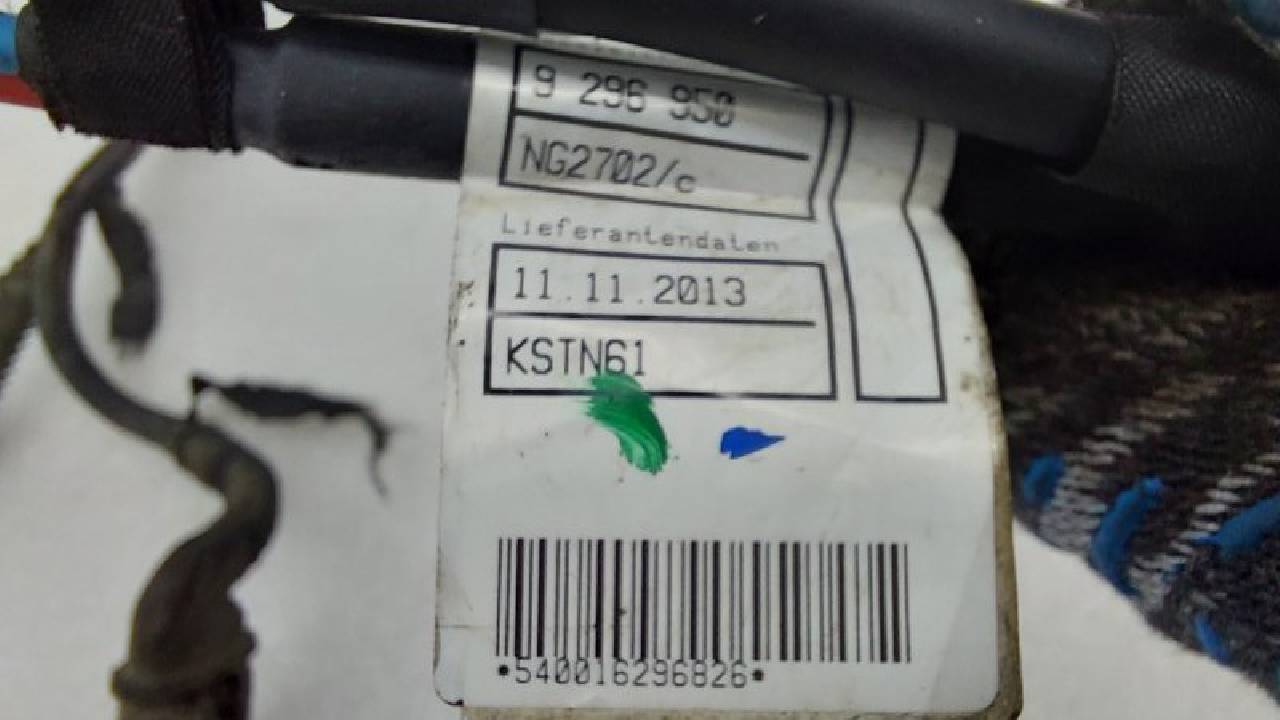 9 296 950
NG2702/c
Lieferantendaten
11.11.2013
KSTN61
*540016296826*